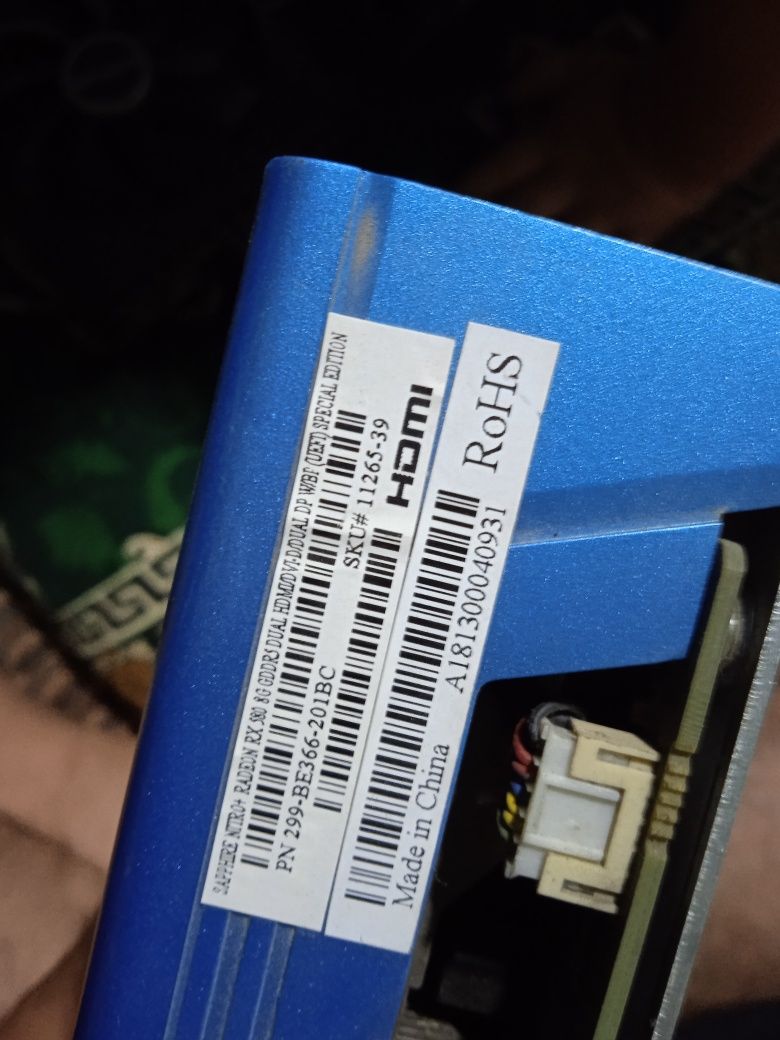 SAPPHIRE NITRO+ RADEON RX 580 8G GDDR5 DUAL HDMI/DVI-D/DUAL DP W/BP (UEFI) SPECIAL EDITION
PN 299-BE366-201BC
SKU# 11265-39
HDMI
Made in China
A181300040931
RoHS